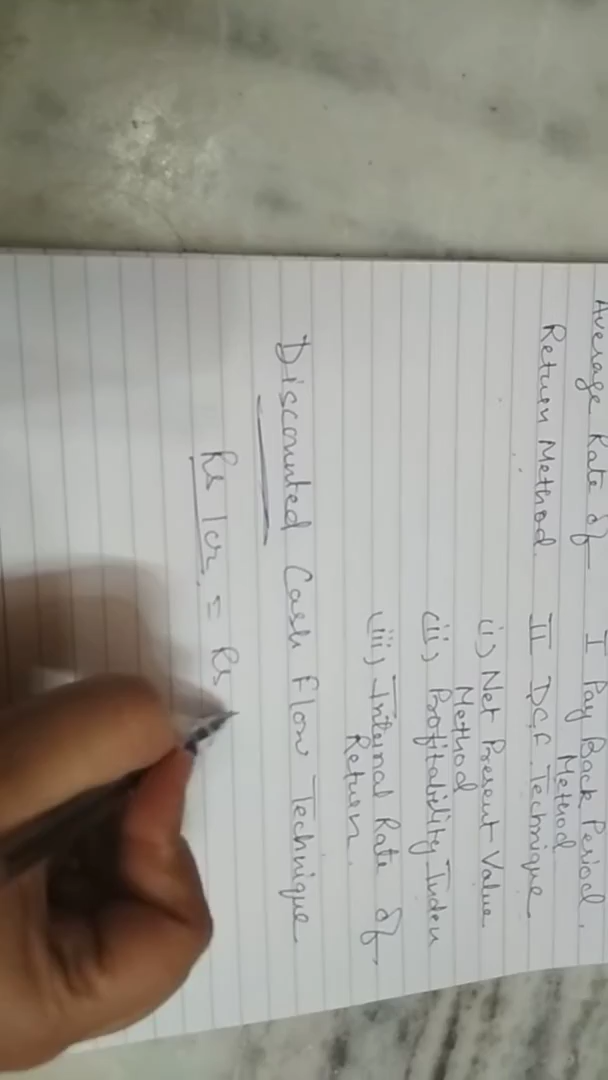 Average Rate of
Return Method.
I Pay Back Period.
Method
II D.C.F. Technique
(i) Net Present Value
Method
(ii) Profitability Index
(iii) Internal Rate of
Return.
Discounted Cash Flow Technique
Rs 1cr. = Rs